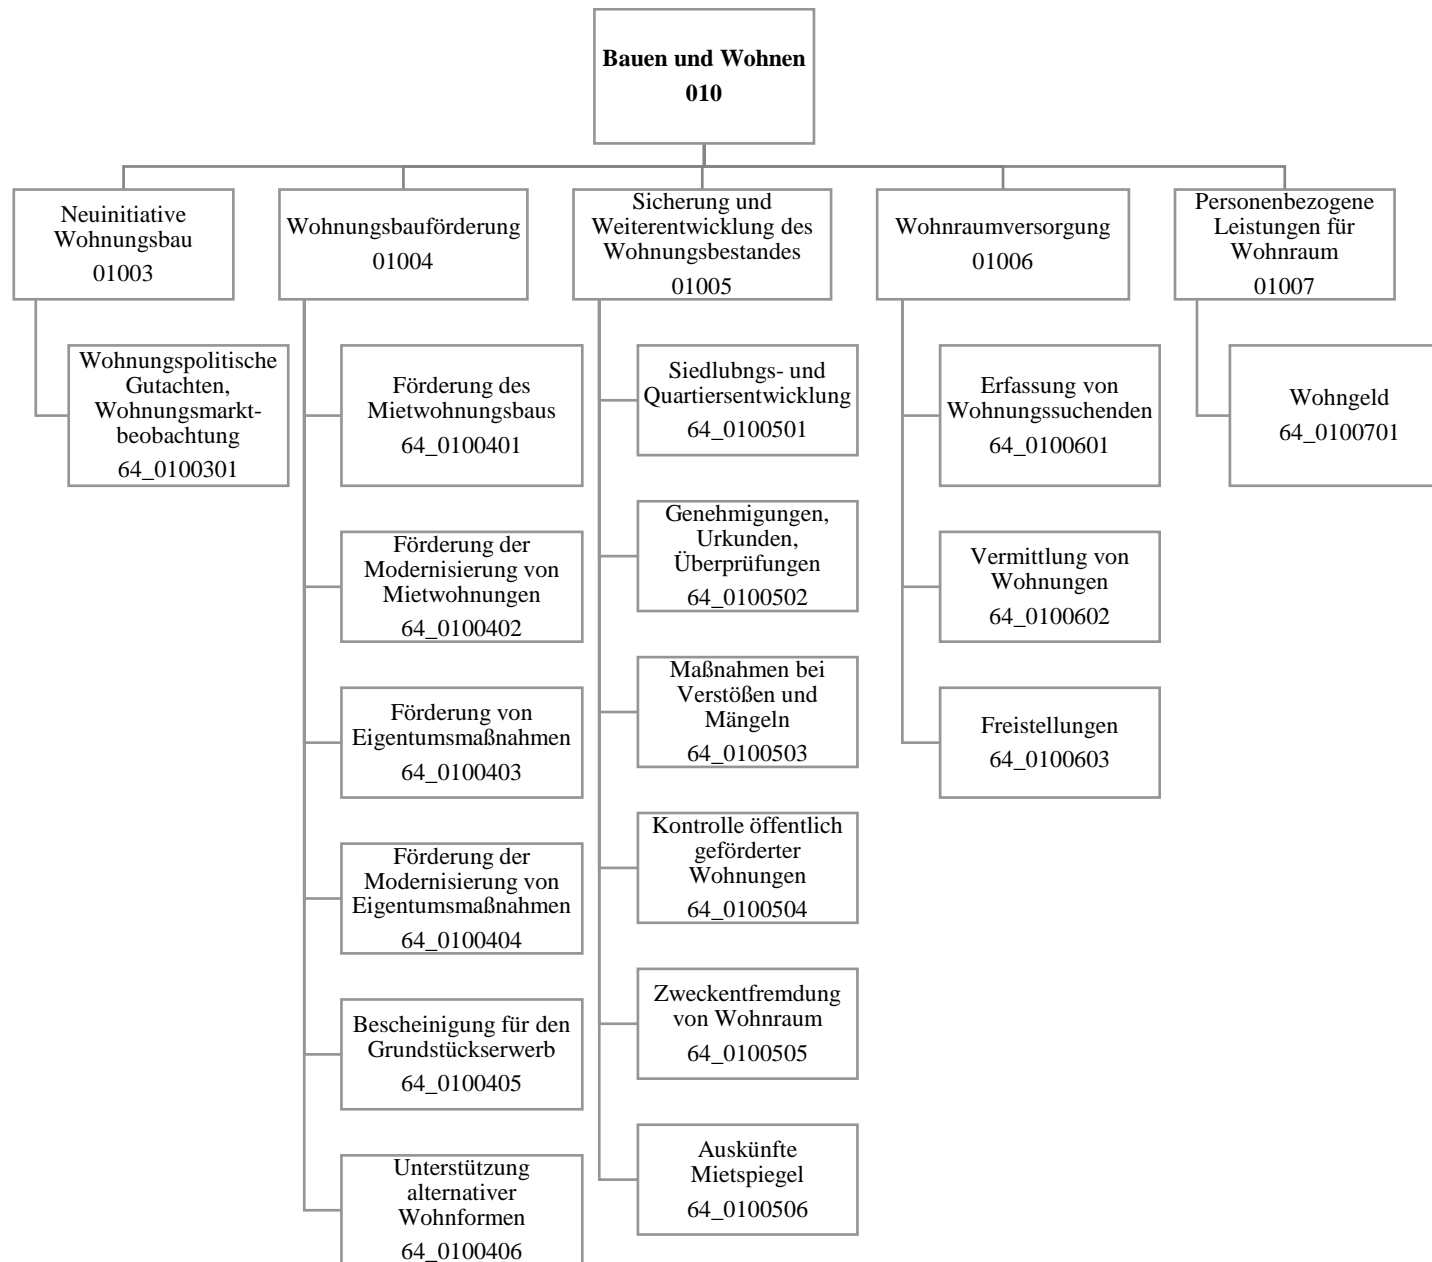 Bauen und Wohnen
010
Neuinitiative
Wohnungsbau
01003
Wohnungsbauförderung
01004
Sicherung und
Weiterentwicklung des
Wohnungsbestandes
01005
Wohnraumversorgung
01006
Personenbezogene
Leistungen für
Wohnraum
01007
Wohnungspolitische
Gutachten,
Wohnungsmarkt-
beobachtung
64_0100301
Förderung des
Mietwohnungsbaus
64_0100401
Förderung der
Modernisierung von
Mietwohnungen
64_0100402
Förderung von
Eigentumsmaßnahmen
64_0100403
Förderung der
Modernisierung von
Eigentumsmaßnahmen
64_0100404
Bescheinigung für den
Grundstückserwerb
64_0100405
Unterstützung
alternativer
Wohnformen
64_0100406
Siedlubngs- und
Quartiersentwicklung
64_0100501
Genehmigungen,
Urkunden,
Überprüfungen
64_0100502
Maßnahmen bei
Verstößen und
Mängeln
64_0100503
Kontrolle öffentlich
geförderter
Wohnungen
64_0100504
Zweckentfremdung
von Wohnraum
64_0100505
Auskünfte
Mietspiegel
64_0100506
Erfassung von
Wohnungssuchenden
64_0100601
Vermittlung von
Wohnungen
64_0100602
Freistellungen
64_0100603
Wohngeld
64_0100701